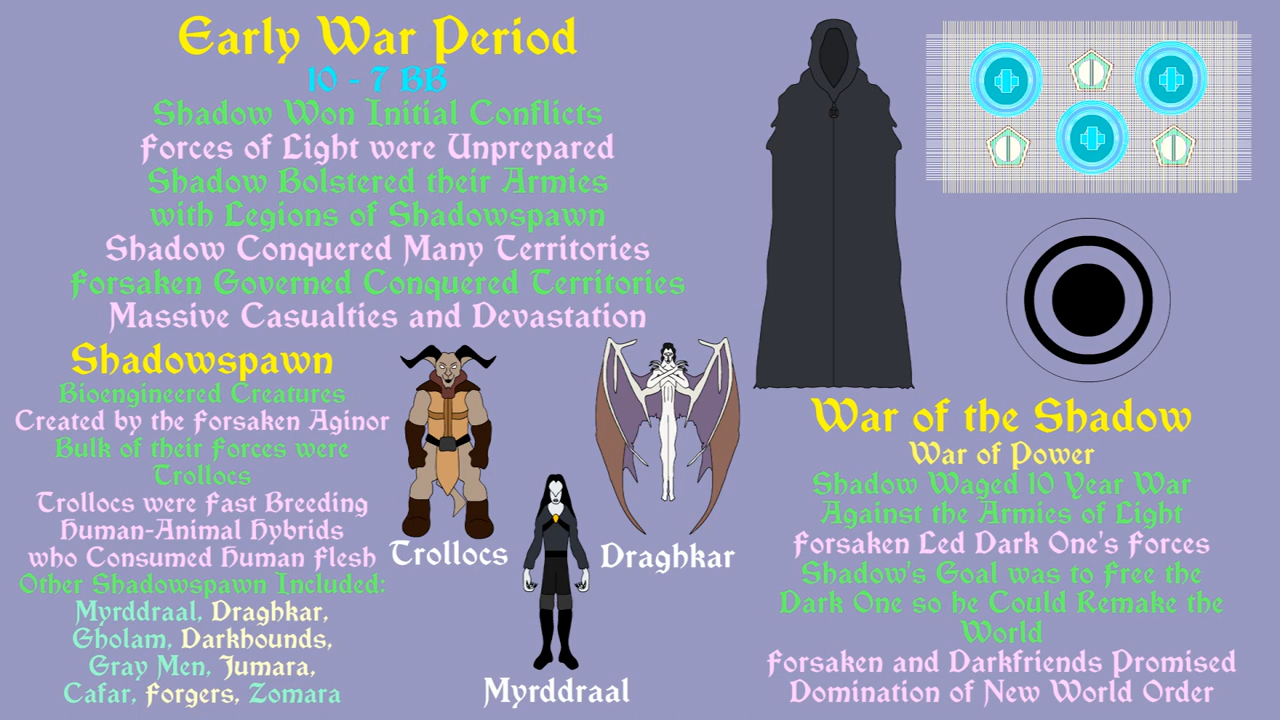 Early War Period
10 - 7 BB
Shadow Won Initial Conflicts
Forces of Light were Unprepared
Shadow Bolstered their Armies
with Legions of Shadowspawn
Shadow Conquered Many Territories
Forsaken Governed Conquered Territories
Massive Casualties and Devastation
Shadowspawn
Bioengineered Creatures
Created by the Forsaken Aginor
Bulk of their Forces were
Trollocs
Trollocs were Fast Breeding
Human-Animal Hybrids
who Consumed Human Flesh
Other Shadowspawn Included:
Myrddraal, Draghkar,
Gholam, Darkhounds,
Gray Men, Jumara,
Cafar, Forgers, Zomara
Trollocs
Myrddraal
Draghkar
War of the Shadow
War of Power
Shadow Waged 10 Year War
Against the Armies of Light
Forsaken Led Dark One's Forces
Shadow's Goal was to Free the
Dark One so he Could Remake the
World
Forsaken and Darkfriends Promised
Domination of New World Order